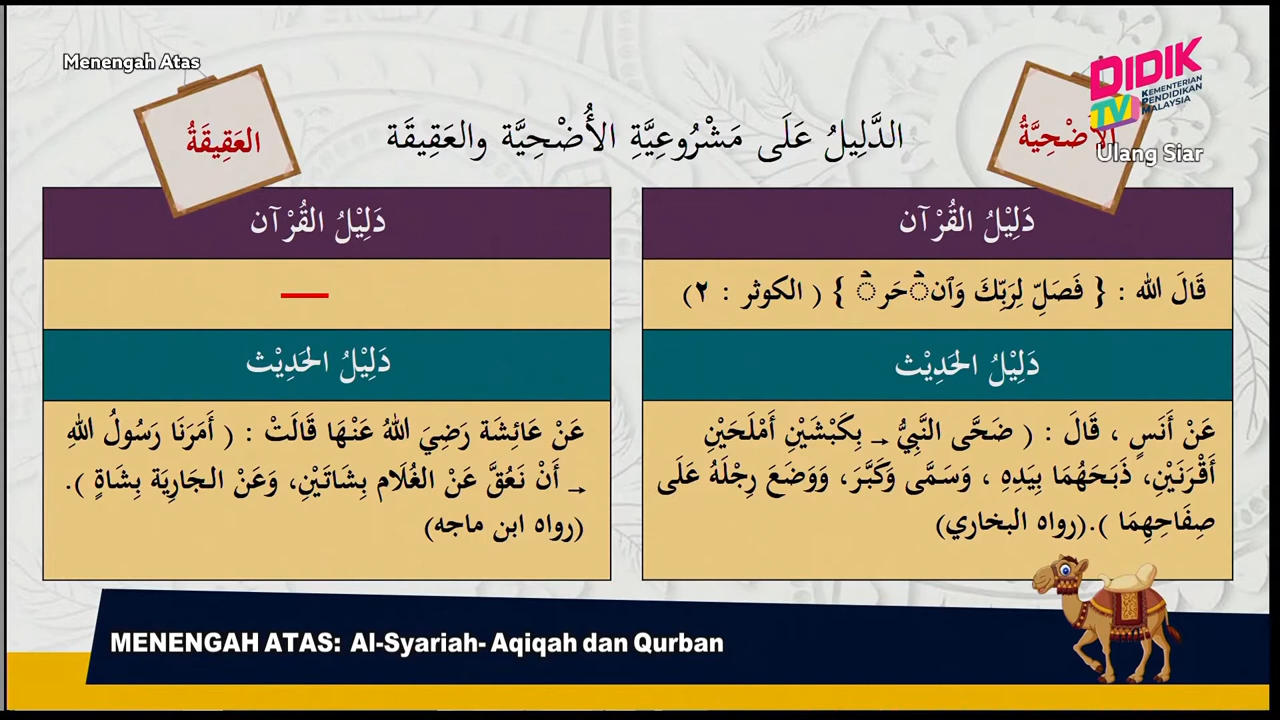 Menengah Atas
DIDIK
TV
KEMENTERIAN
PENDIDIKAN
MALAYSIA
Ulang Siar
الأُضْحِيَّةُ
الدَّلِيلُ عَلَى مَشْرُوعِيَّةِ الأُضْحِيَّة والعَقِيقَة
العَقِيقَةُ
دَلِيْلُ القُرْآن
قَالَ الله : { فَصَلِّ لِرَبِّكَ وَٱنۡحَرۡ } ( الكوثر : ٢)
دَلِيْلُ الحَدِيْث
عَنْ أَنَسٍ ، قَالَ : ( ضَحَّى النَّبِيُّ بِكَبْشَيْنِ أَمْلَحَيْنِ
أَقْرَنَيْنِ، ذَبَحَهُمَا بِيَدِهِ ، وَسَمَّى وَكَبَّرَ، وَوَضَعَ رِجْلَهُ عَلَى
صِفَاحِهِمَا ).(رواه البخاري)
دَلِيْلُ القُرْآن
—
دَلِيْلُ الحَدِيْث
عَنْ عَائِشَة رَضِيَ اللهُ عَنْهَا قَالَتْ : ( أَمَرَنَا رَسُولُ اللهِ
أَنْ نَعُقَّ عَنْ الغُلَام بِشَاتَيْنِ، وَعَنْ الجَارِيَة بِشَاةٍ ).
(رواه ابن ماجه)
MENENGAH ATAS: Al-Syariah- Aqiqah dan Qurban